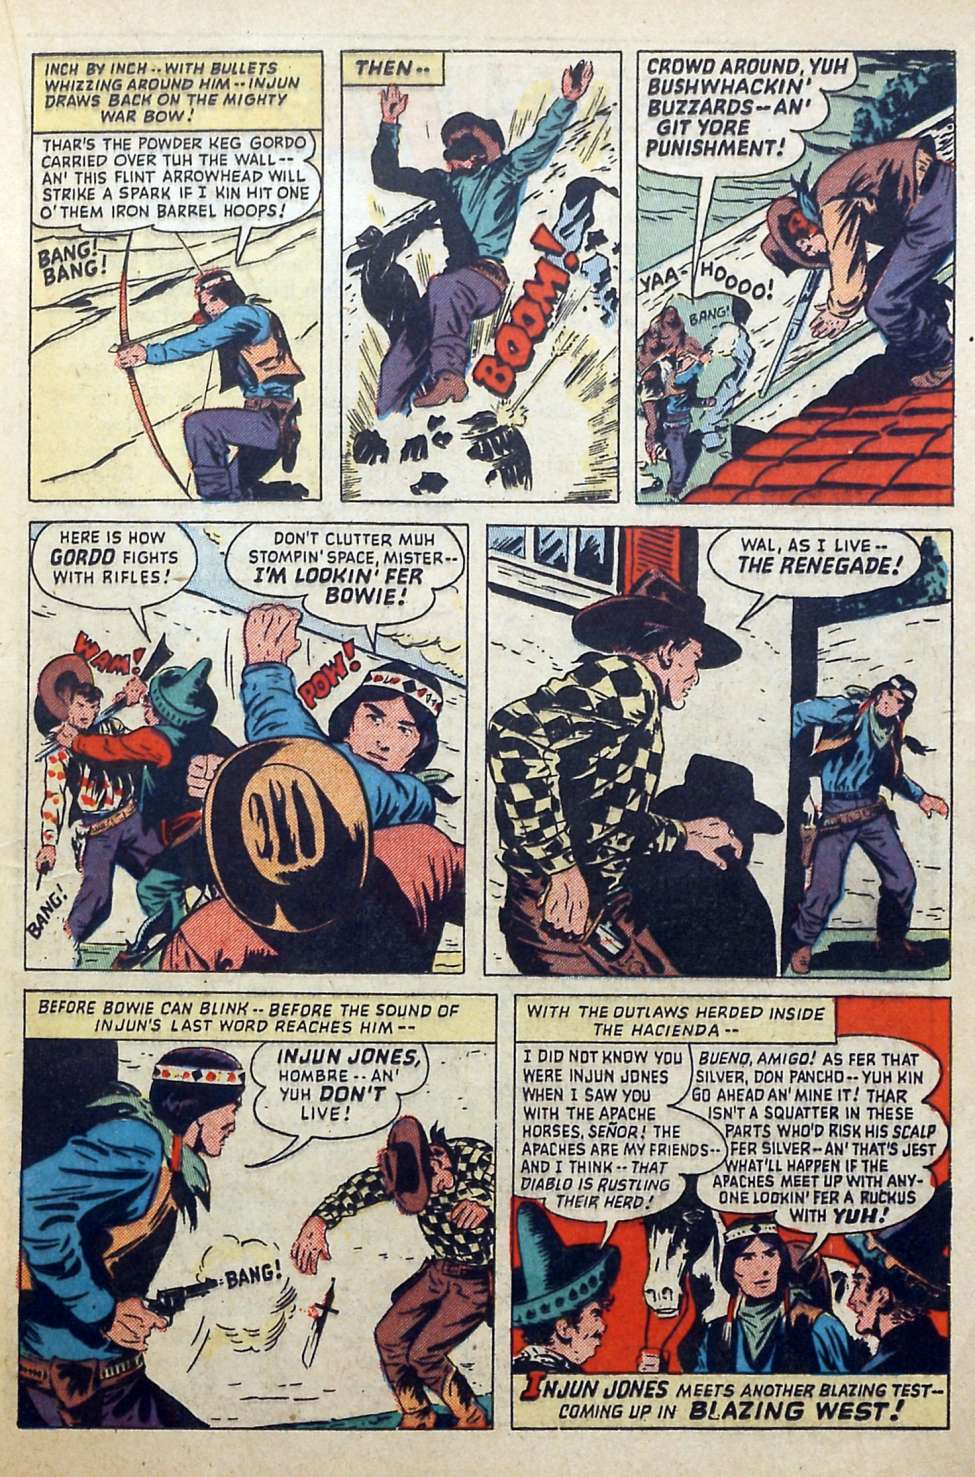 INCH BY INCH -- WITH BULLETS
WHIZZING AROUND HIM -- INJUN
DRAWS BACK ON THE MIGHTY
WAR BOW!
THAR'S THE POWDER KEG GORDO
CARRIED OVER TUH THE WALL --
AN' THIS FLINT ARROWHEAD WILL
STRIKE A SPARK IF I KIN HIT ONE
O'THEM IRON BARREL HOOPS!
BANG!
BANG!
THEN --
BOOM!
CROWD AROUND, YUH
BUSHWHACKIN'
BUZZARDS -- AN'
GIT YORE
PUNISHMENT!
YAA-HOOOO!
BANG!
HERE IS HOW
GORDO FIGHTS
WITH RIFLES!
DON'T CLUTTER MUH
STOMPIN' SPACE, MISTER --
I'M LOOKIN' FER
BOWIE!
WAM!
POW!
BANG!
WAL, AS I LIVE --
THE RENEGADE!
BEFORE BOWIE CAN BLINK -- BEFORE THE SOUND OF
INJUN'S LAST WORD REACHES HIM --
INJUN JONES,
HOMBRE -- AN'
YUH DON'T
LIVE!
BANG!
WITH THE OUTLAWS HERDED INSIDE
THE HACIENDA --
I DID NOT KNOW YOU
WERE INJUN JONES
WHEN I SAW YOU
WITH THE APACHE
HORSES, SEÑOR! THE
APACHES ARE MY FRIENDS --
AND I THINK -- THAT
DIABLO IS RUSTLING
THEIR HERD!
BUENO, AMIGO! AS FER THAT
SILVER, DON PANCHO -- YUH KIN
GO AHEAD AN' MINE IT! THAR
ISN'T A SQUATTER IN THESE
PARTS WHO'D RISK HIS SCALP
FER SILVER -- AN' THAT'S JEST
WHAT'LL HAPPEN IF THE
APACHES MEET UP WITH ANY-
ONE LOOKIN' FER A RUCKUS
WITH YUH!
INJUN JONES MEETS ANOTHER BLAZING TEST --
COMING UP IN BLAZING WEST!